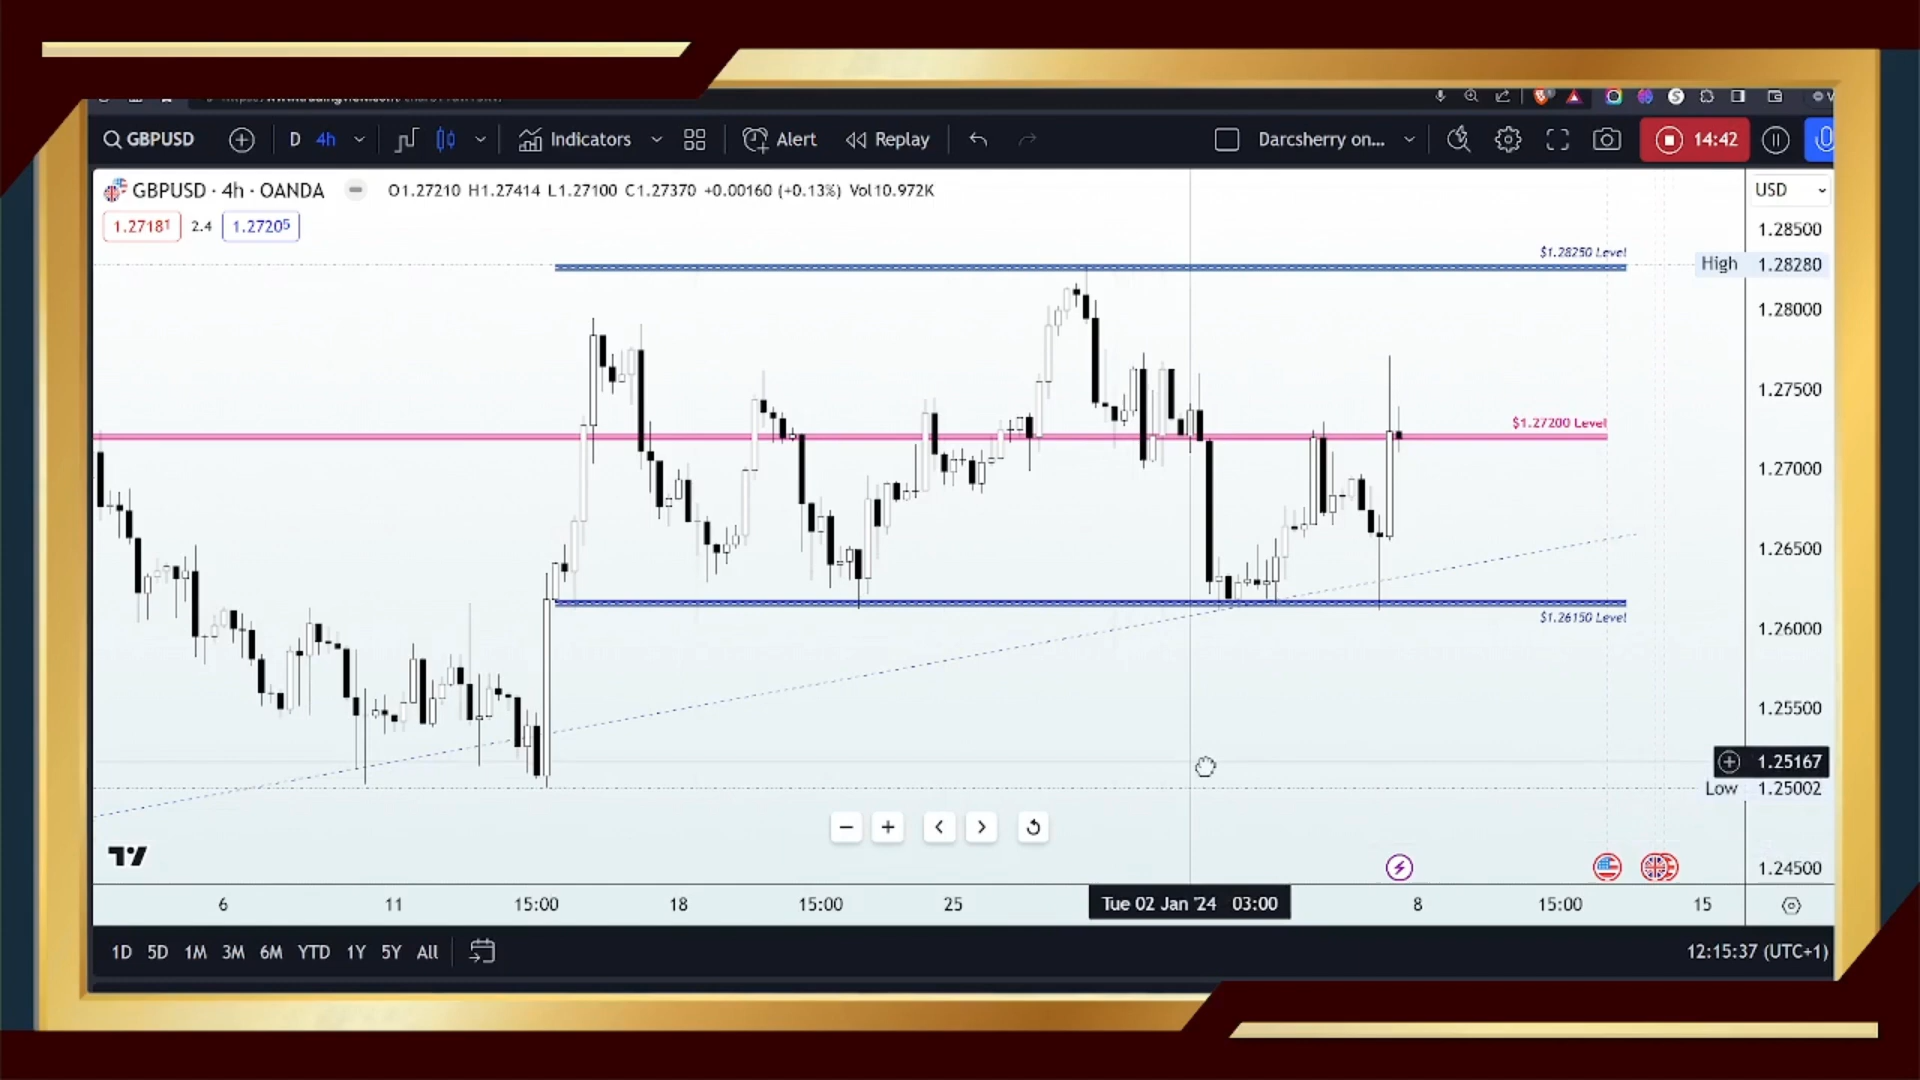 GBPUSD
D 4h
Indicators
Alert
Replay
Darcsherry on...
14:42
GBPUSD · 4h · OANDA
O1.27210 H1.27414 L1.27100 C1.27370 +0.00160 (+0.13%) Vol10.972K
USD
1.27181 2.4 1.27205
1.28500
$1.28250 Level
High 1.28280
1.28000
1.27500
$1.27200 Level
1.27000
1.26500
$1.26150 Level
1.26000
1.25500
1.25167
Low 1.25002
1.24500
6 11 15:00 18 15:00 25 Tue 02 Jan '24 03:00 8 15:00 15
1D 5D 1M 3M 6M YTD 1Y 5Y All
12:15:37 (UTC+1)